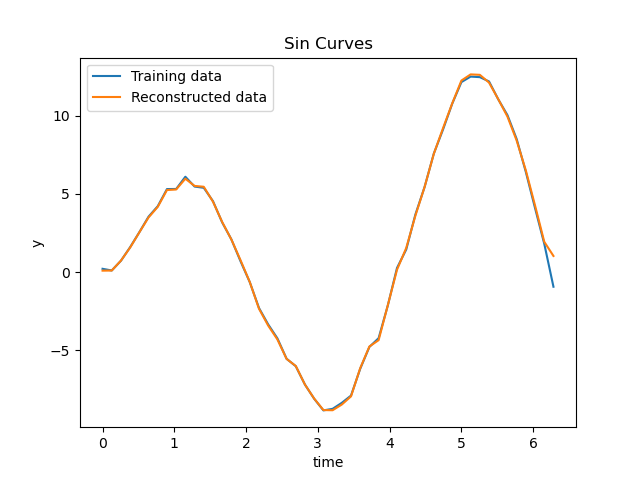 Sin Curves
Training data
Reconstructed data
10
5
0
−5
y
0 1 2 3 4 5 6
time